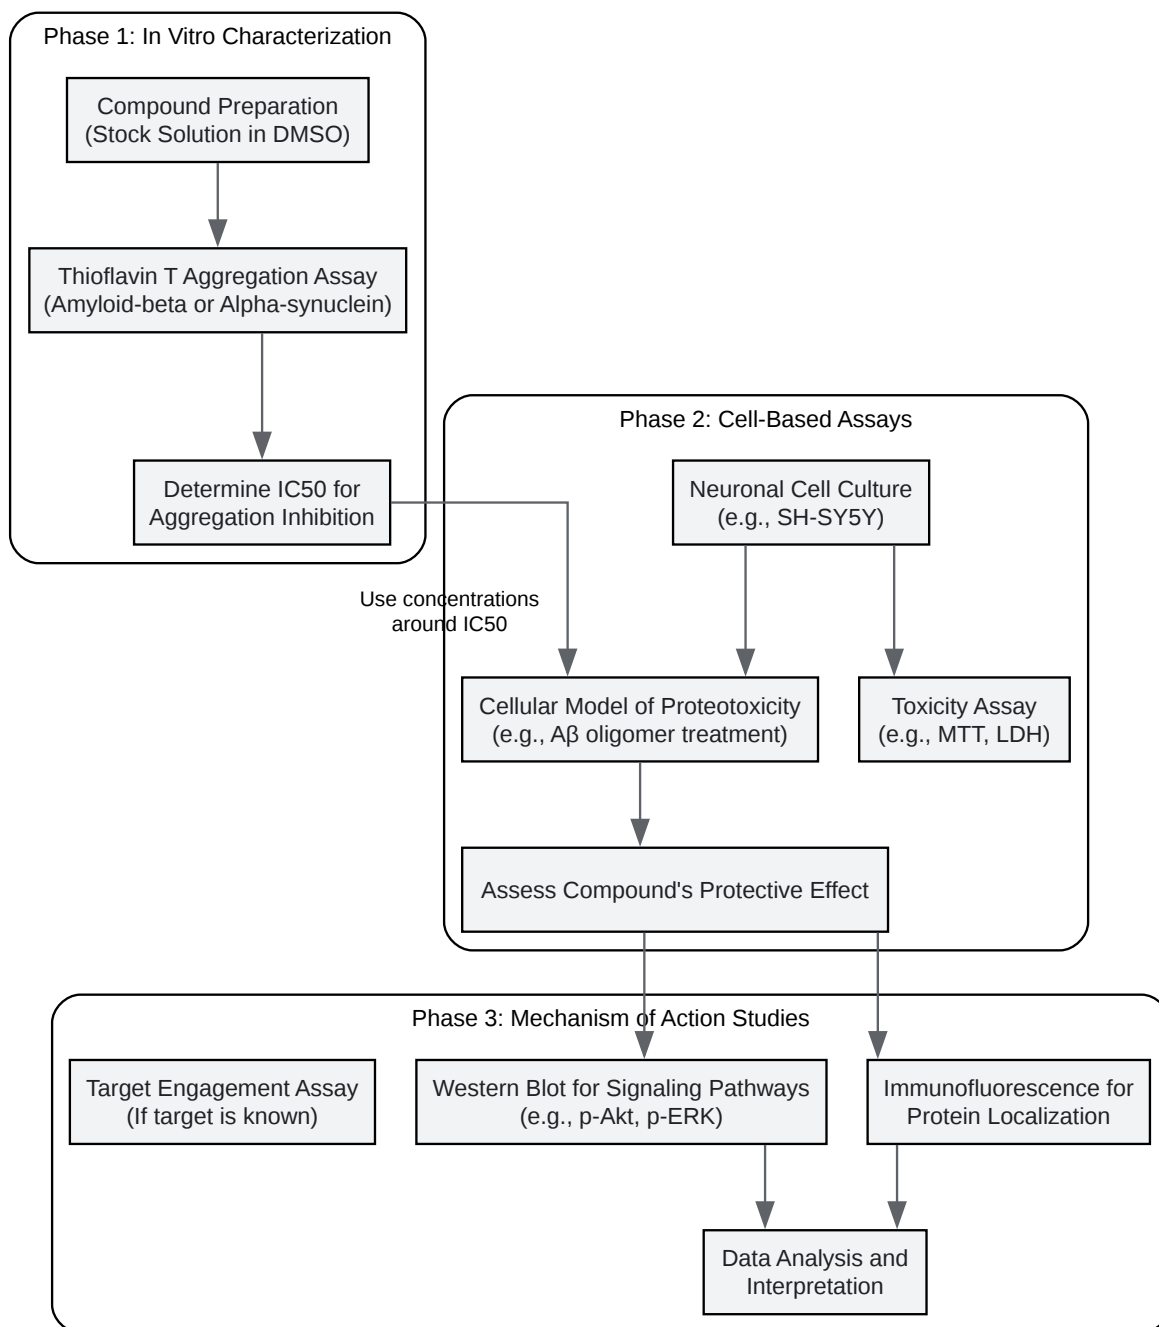 Phase 1: In Vitro Characterization
Compound Preparation
(Stock Solution in DMSO)
Thioflavin T Aggregation Assay
(Amyloid-beta or Alpha-synuclein)
Determine IC50 for
Aggregation Inhibition
Use concentrations
around IC50
Phase 2: Cell-Based Assays
Neuronal Cell Culture
(e.g., SH-SY5Y)
Cellular Model of Proteotoxicity
(e.g., Aβ oligomer treatment)
Toxicity Assay
(e.g., MTT, LDH)
Assess Compound's Protective Effect
Phase 3: Mechanism of Action Studies
Target Engagement Assay
(If target is known)
Western Blot for Signaling Pathways
(e.g., p-Akt, p-ERK)
Immunofluorescence for
Protein Localization
Data Analysis and
Interpretation